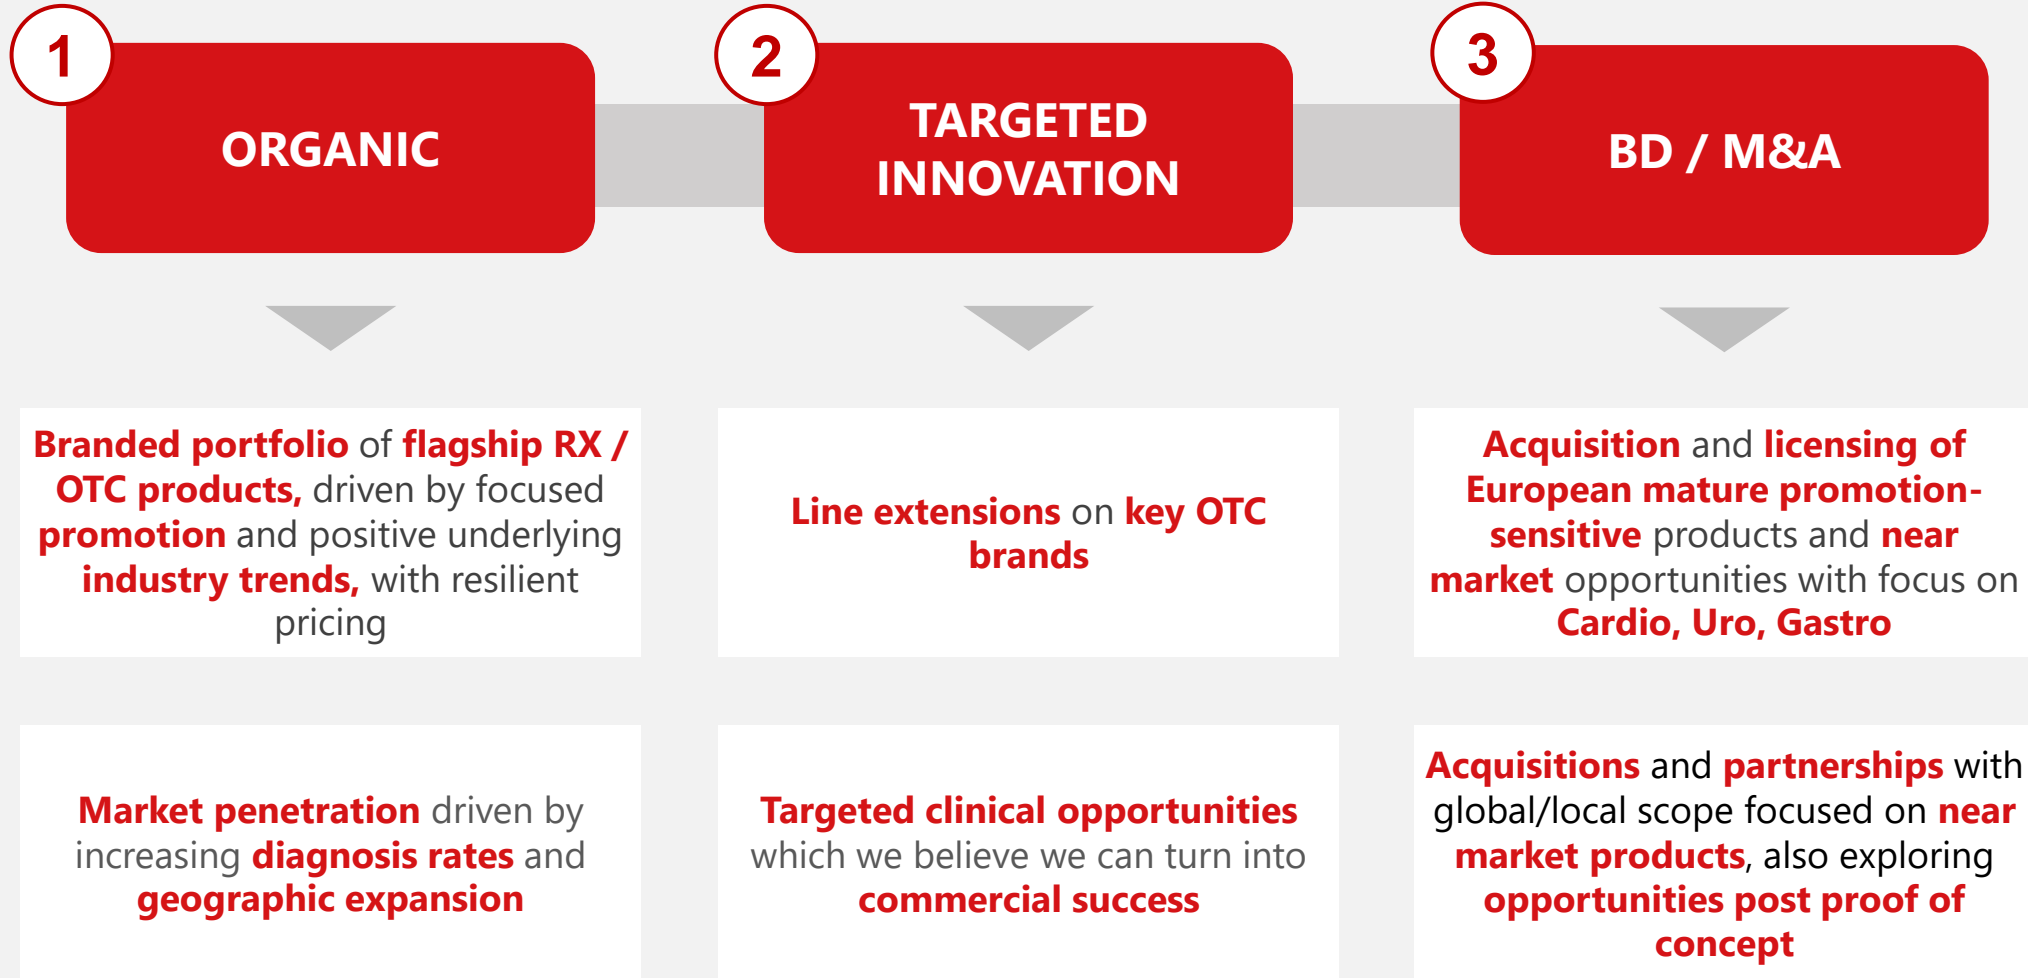 1
ORGANIC
2
TARGETED
INNOVATION
3
BD / M&A
Branded portfolio of flagship RX /
OTC products, driven by focused
promotion and positive underlying
industry trends, with resilient
pricing
Line extensions on key OTC
brands
Acquisition and licensing of
European mature promotion-
sensitive products and near
market opportunities with focus on
Cardio, Uro, Gastro
Market penetration driven by
increasing diagnosis rates and
geographic expansion
Targeted clinical opportunities
which we believe we can turn into
commercial success
Acquisitions and partnerships with
global/local scope focused on near
market products, also exploring
opportunities post proof of
concept